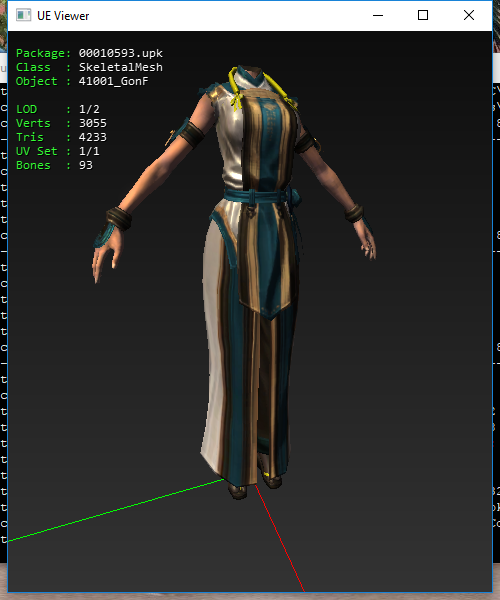 UE Viewer
Package: 00010593.upk
Class : SkeletalMesh
Object : 41001_GonF
LOD : 1/2
Verts : 3055
Tris : 4233
UV Set : 1/1
Bones : 93